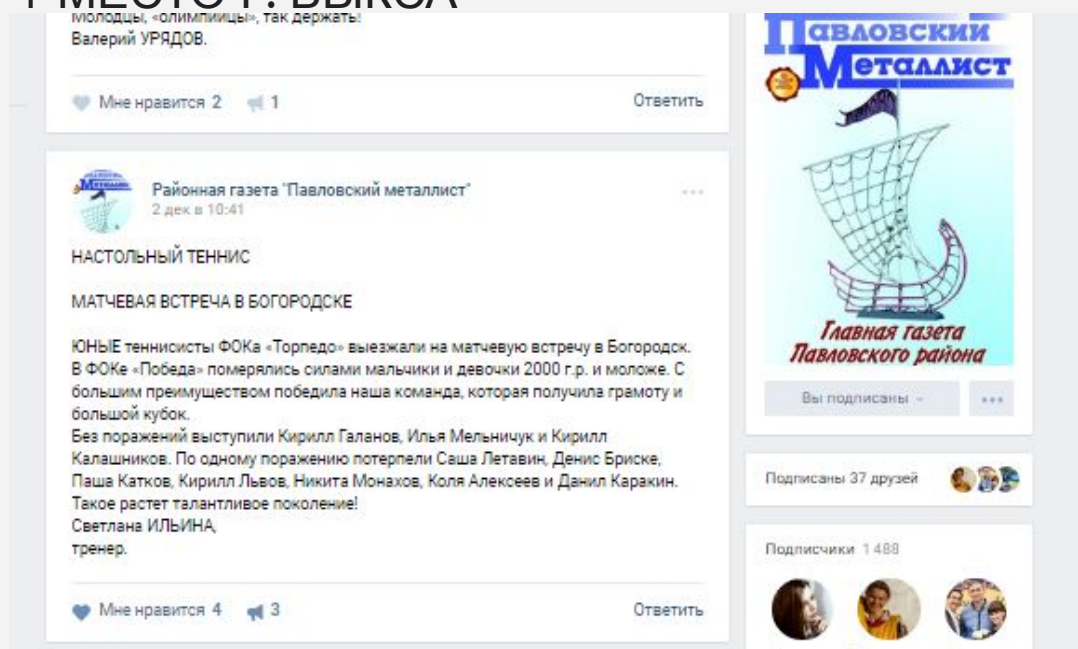 1 МЕСТО Г. ВЫКСА
Молодцы, «олимпийцы», так держать!
Валерий УРЯДОВ.
Мне нравится 2 1
Ответить
Районная газета "Павловский металлист"
2 дек в 10:41
НАСТОЛЬНЫЙ ТЕННИС
МАТЧЕВАЯ ВСТРЕЧА В БОГОРОДСКЕ
ЮНЫЕ теннисисты ФОКа «Торпедо» выезжали на матчевую встречу в Богородск.
В ФОКе «Победа» померялись силами мальчики и девочки 2000 г.р. и моложе. С
большим преимуществом победила наша команда, которая получила грамоту и
большой кубок.
Без поражений выступили Кирилл Галанов, Илья Мельничук и Кирилл
Калашников. По одному поражению потерпели Саша Летавин, Денис Бриске,
Паша Катков, Кирилл Львов, Никита Монахов, Коля Алексеев и Данил Каракин.
Такое растет талантливое поколение!
Светлана ИЛЬИНА,
тренер.
Мне нравится 4 3
Ответить
Павловский
Металлист
Главная газета
Павловского района
Вы подписаны
Подписаны 37 друзей
Подписчики 1 488